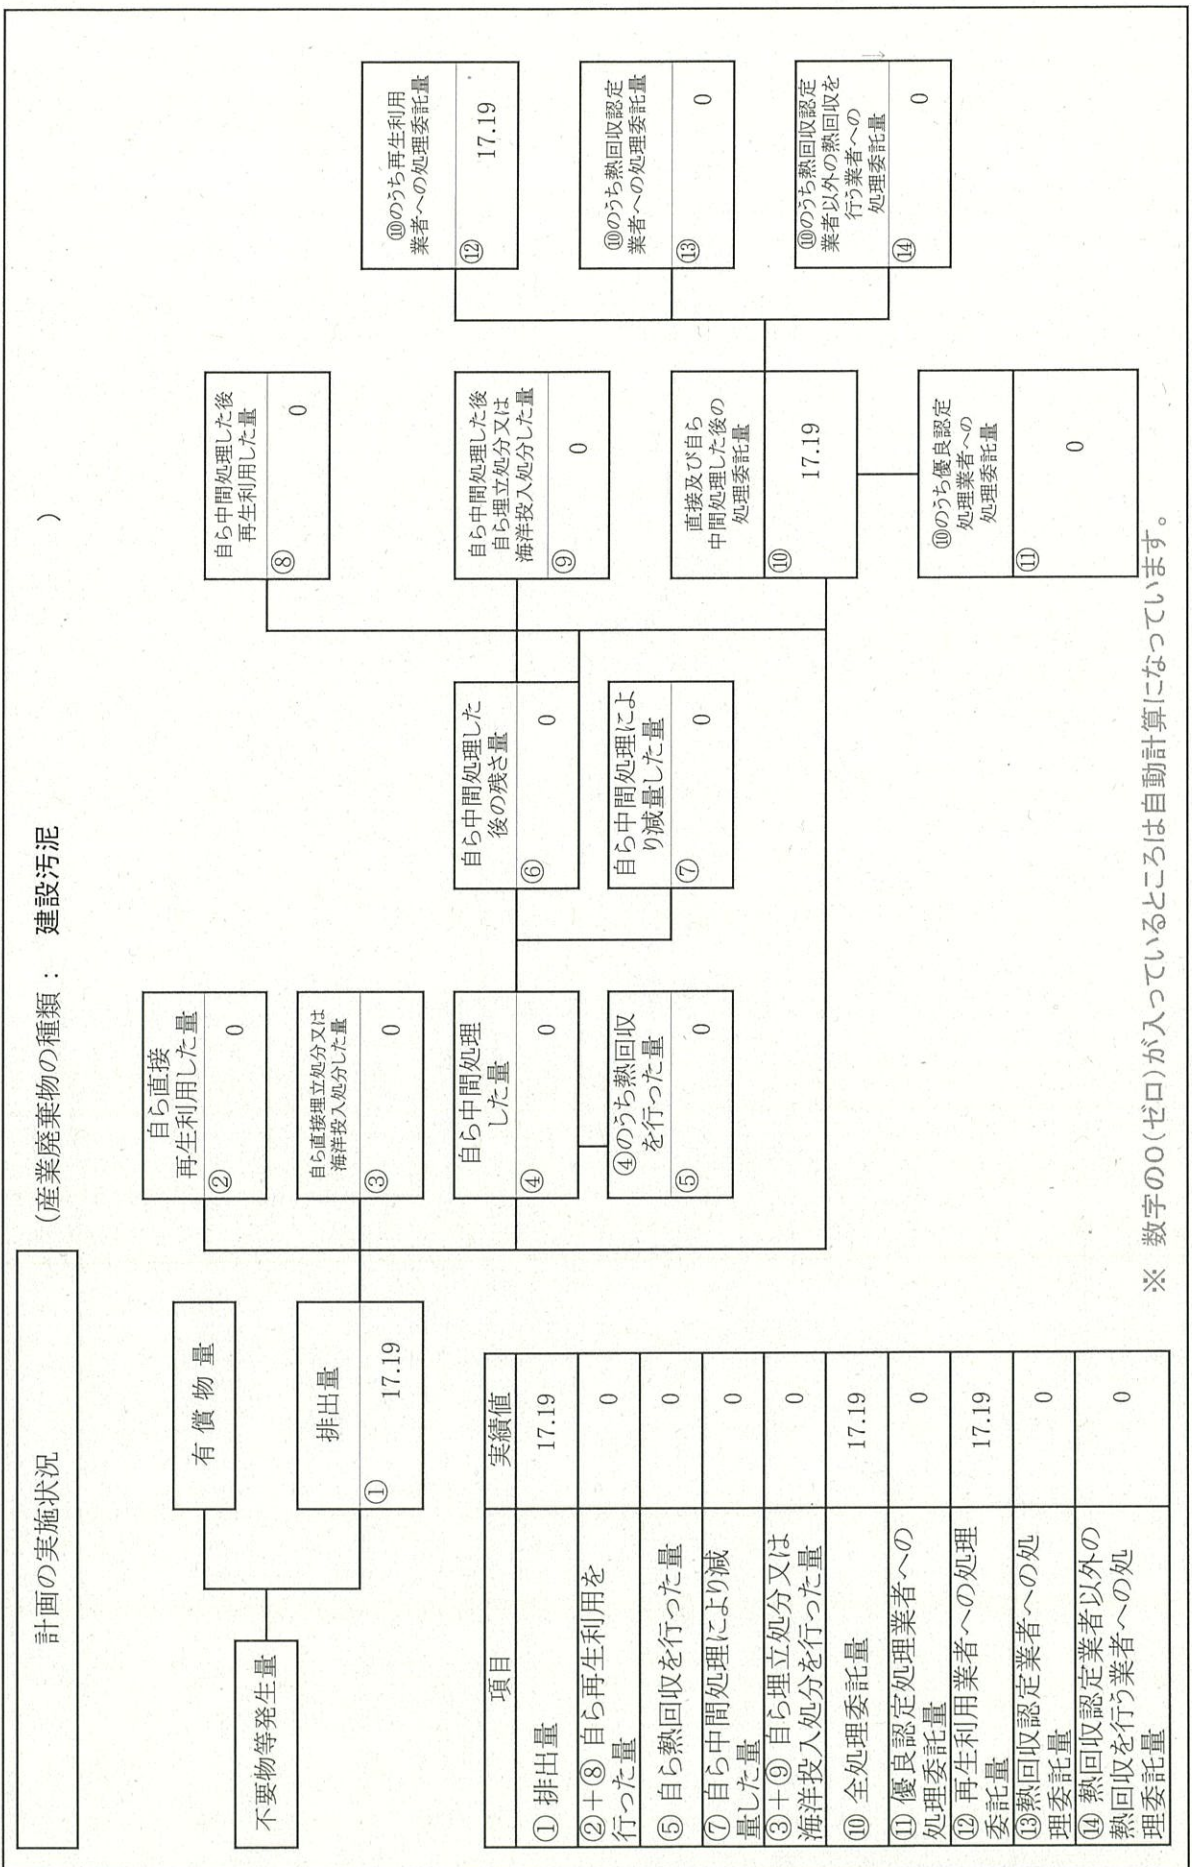 計画の実施状況
(産業廃棄物の種類： 建設汚泥 )
不要物等発生量
有償物量
排出量
① 17.19
自ら直接
再生利用した量
② 0
自ら直接埋立処分又は
海洋投入処分した量
③ 0
自ら中間処理
した量
④ 0
④のうち熱回収
を行った量
⑤ 0
自ら中間処理した
後の残さ量
⑥ 0
自ら中間処理によ
り減量した量
⑦ 0
自ら中間処理した後
再生利用した量
⑧ 0
自ら中間処理した後
自ら埋立処分又は
海洋投入処分した量
⑨ 0
直接及び自ら
中間処理した後の
処理委託量
⑩ 17.19
⑩のうち優良認定
処理業者への
処理委託量
⑪ 0
⑩のうち再生利用
業者への処理委託量
⑫ 17.19
⑩のうち熱回収認定
業者への処理委託量
⑬ 0
⑩のうち熱回収認定
業者以外の熱回収を
行う業者への
処理委託量
⑭ 0
項目 実績値
①排出量 17.19
②＋⑧ 自ら再生利用を
行った量 0
⑤ 自ら熱回収を行った量 0
⑦ 自ら中間処理により減
量した量 0
③＋⑨ 自ら埋立処分又は
海洋投入処分を行った量 0
⑩ 全処理委託量 17.19
⑪ 優良認定処理業者への
処理委託量 0
⑫ 再生利用業者への処理
委託量 17.19
⑬熱回収認定業者への処
理委託量 0
⑭ 熱回収認定業者以外の
熱回収を行う業者への処
理委託量 0
※ 数字の0(ゼロ)が入っているところは自動計算になっています。